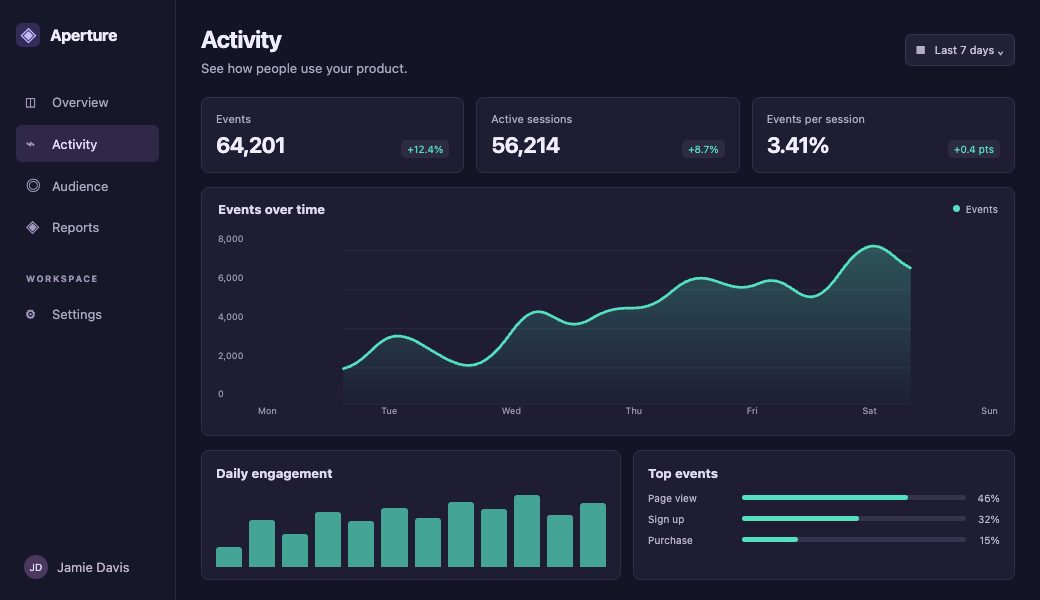 Aperture
Overview
Activity
Audience
Reports
WORKSPACE
Settings
JD
Jamie Davis
Activity
See how people use your product.
Last 7 days
Events
64,201
+12.4%
Active sessions
56,214
+8.7%
Events per session
3.41%
+0.4 pts
Events over time
Events
8,000
6,000
4,000
2,000
0
Mon Tue Wed Thu Fri Sat Sun
Daily engagement
Top events
Page view 46%
Sign up 32%
Purchase 15%